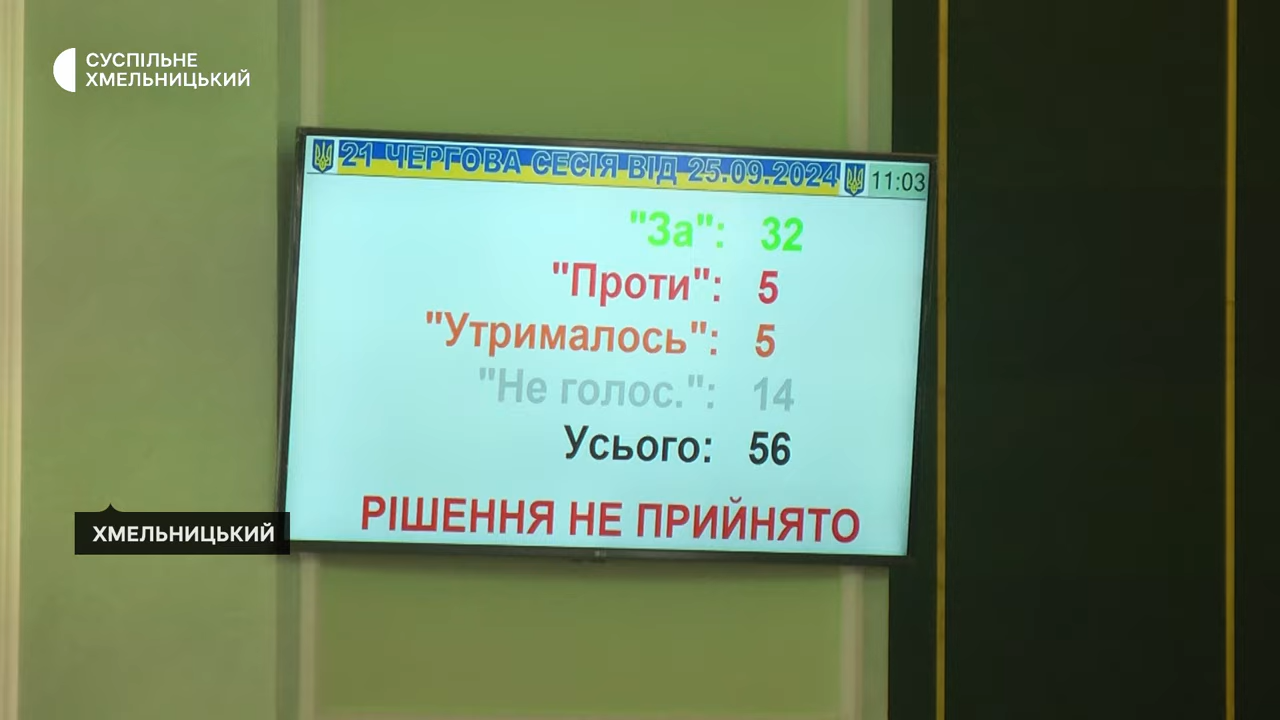 СУСПІЛЬНЕ
ХМЕЛЬНИЦЬКИЙ
21 ЧЕРГОВА СЕСІЯ ВІД 25.09.2024 11:03
"За": 32
"Проти": 5
"Утрималось": 5
"Не голос.": 14
Усього: 56
РІШЕННЯ НЕ ПРИЙНЯТО
ХМЕЛЬНИЦЬКИЙ